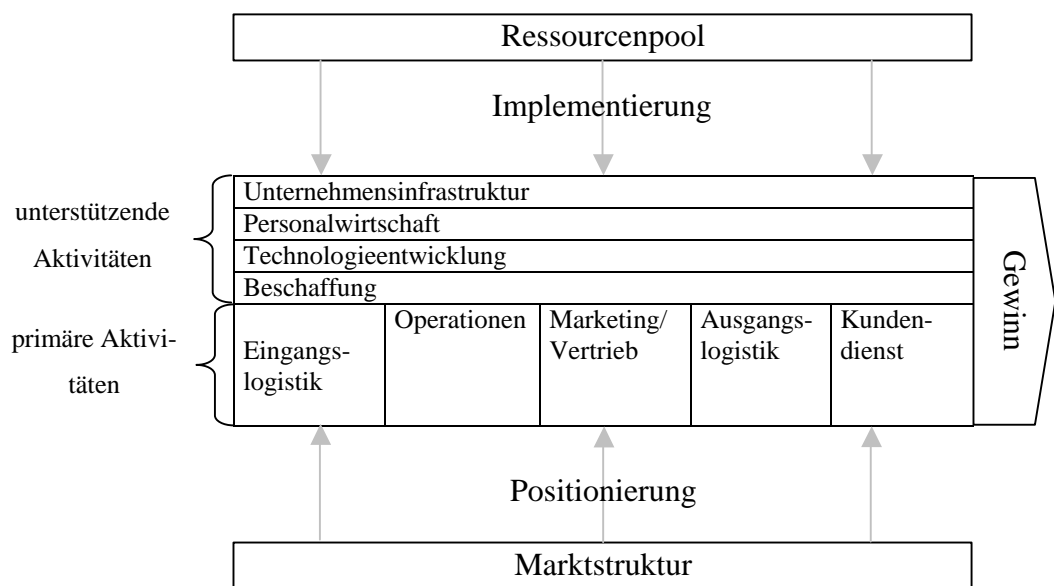 Ressourcenpool
Implementierung
unterstützende
Aktivitäten
Unternehmensinfrastruktur
Personalwirtschaft
Technologieentwicklung
Beschaffung
primäre Aktivi-
täten
Eingangs-
logistik
Operationen
Marketing/
Vertrieb
Ausgangs-
logistik
Kunden-
dienst
Gewinn
Positionierung
Marktstruktur